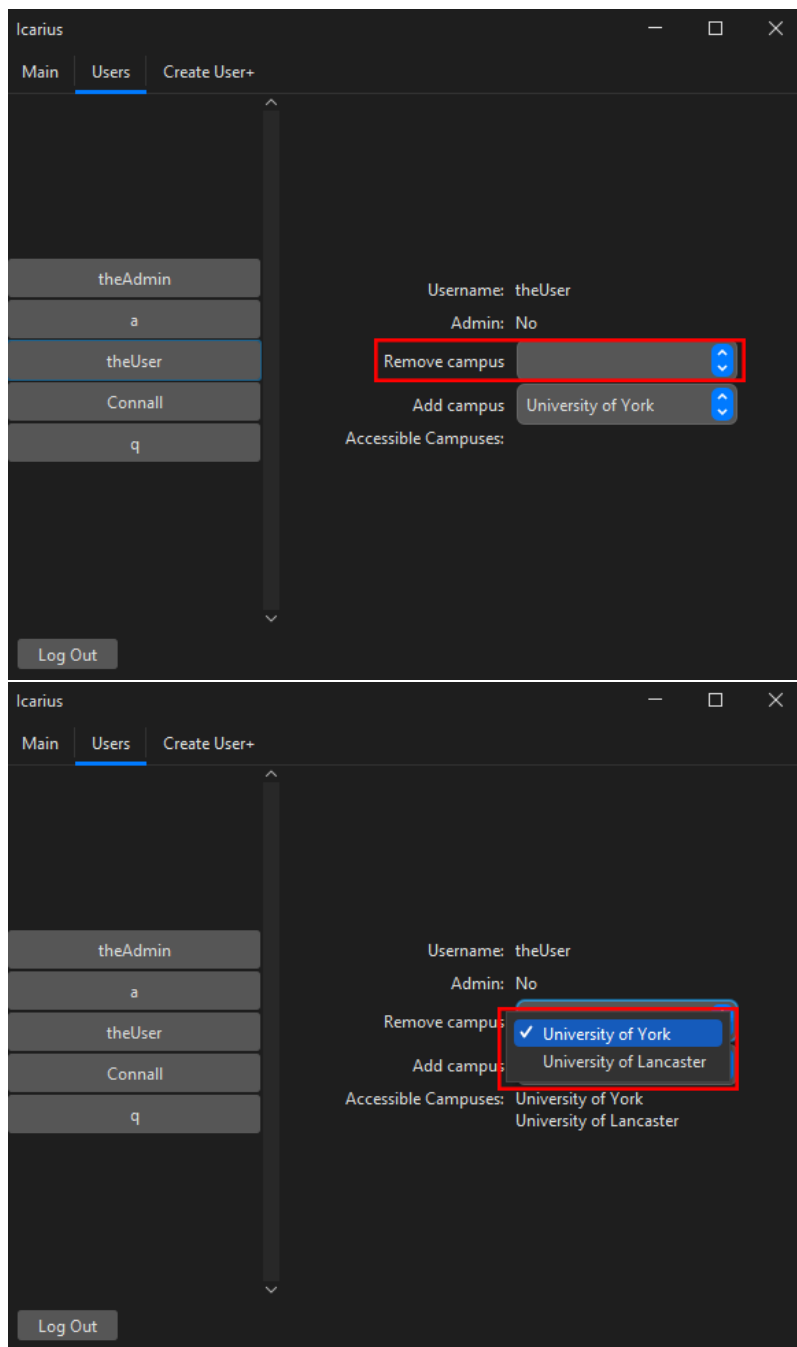 Icarius
Main Users Create User+
theAdmin
a
theUser
Connall
q
Username: theUser
Admin: No
Remove campus
Add campus University of York
Accessible Campuses:
Log Out
Icarius
Main Users Create User+
theAdmin
a
theUser
Connall
q
Username: theUser
Admin: No
Remove campus
University of York
University of Lancaster
Add campus
Accessible Campuses: University of York
University of Lancaster
Log Out